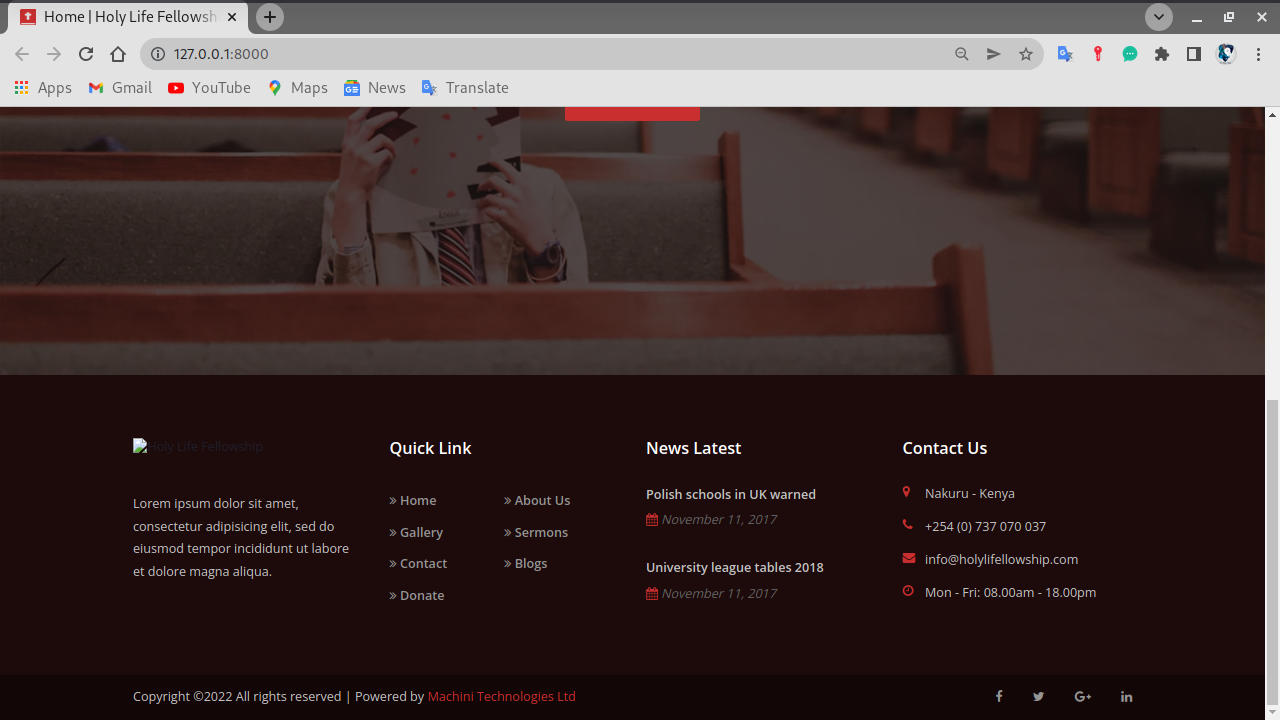 Home | Holy Life Fellowsh
127.0.0.1:8000
Apps Gmail YouTube Maps News Translate
Holy Life Fellowship
Lorem ipsum dolor sit amet,
consectetur adipisicing elit, sed do
eiusmod tempor incididunt ut labore
et dolore magna aliqua.
Quick Link
Home
About Us
Gallery
Sermons
Contact
Blogs
Donate
News Latest
Polish schools in UK warned
November 11, 2017
University league tables 2018
November 11, 2017
Contact Us
Nakuru - Kenya
+254 (0) 737 070 037
info@holylifellowship.com
Mon - Fri: 08.00am - 18.00pm
Copyright ©2022 All rights reserved | Powered by Machini Technologies Ltd